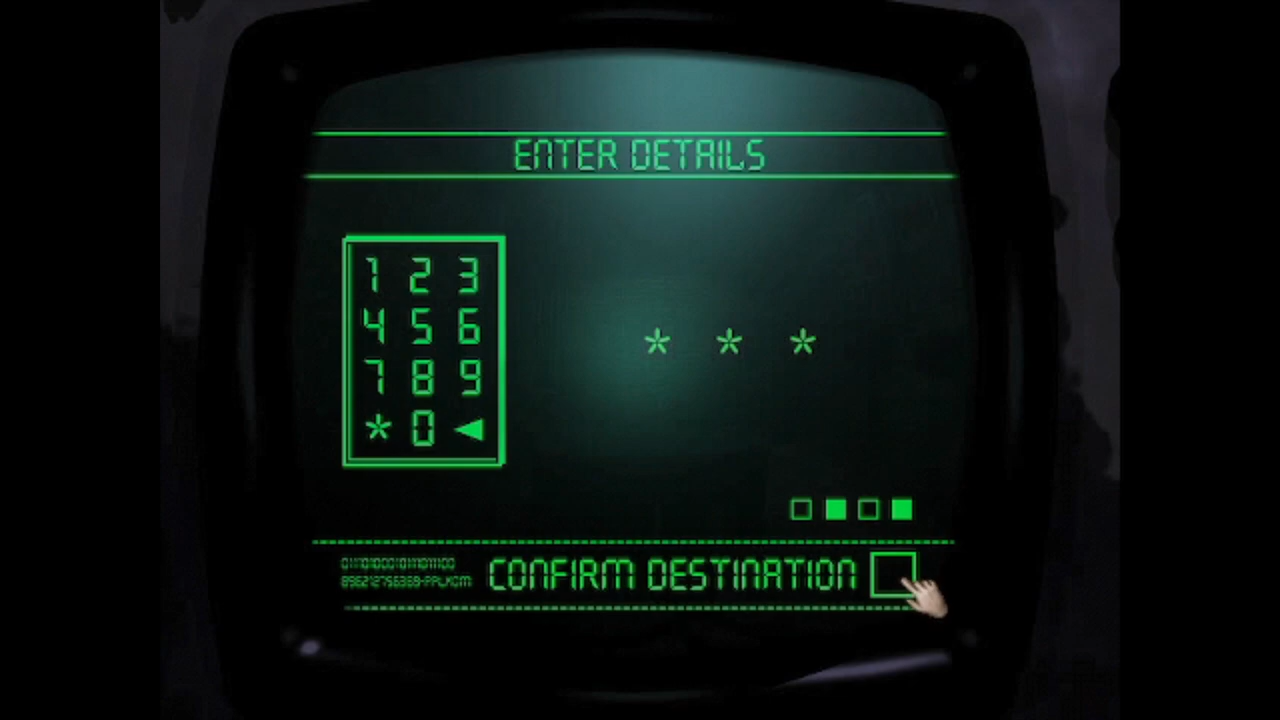 ENTER DETAILS
1 2 3
4 5 6
7 8 9
* 0 ◄
* * *
CONFIRM DESTINATION